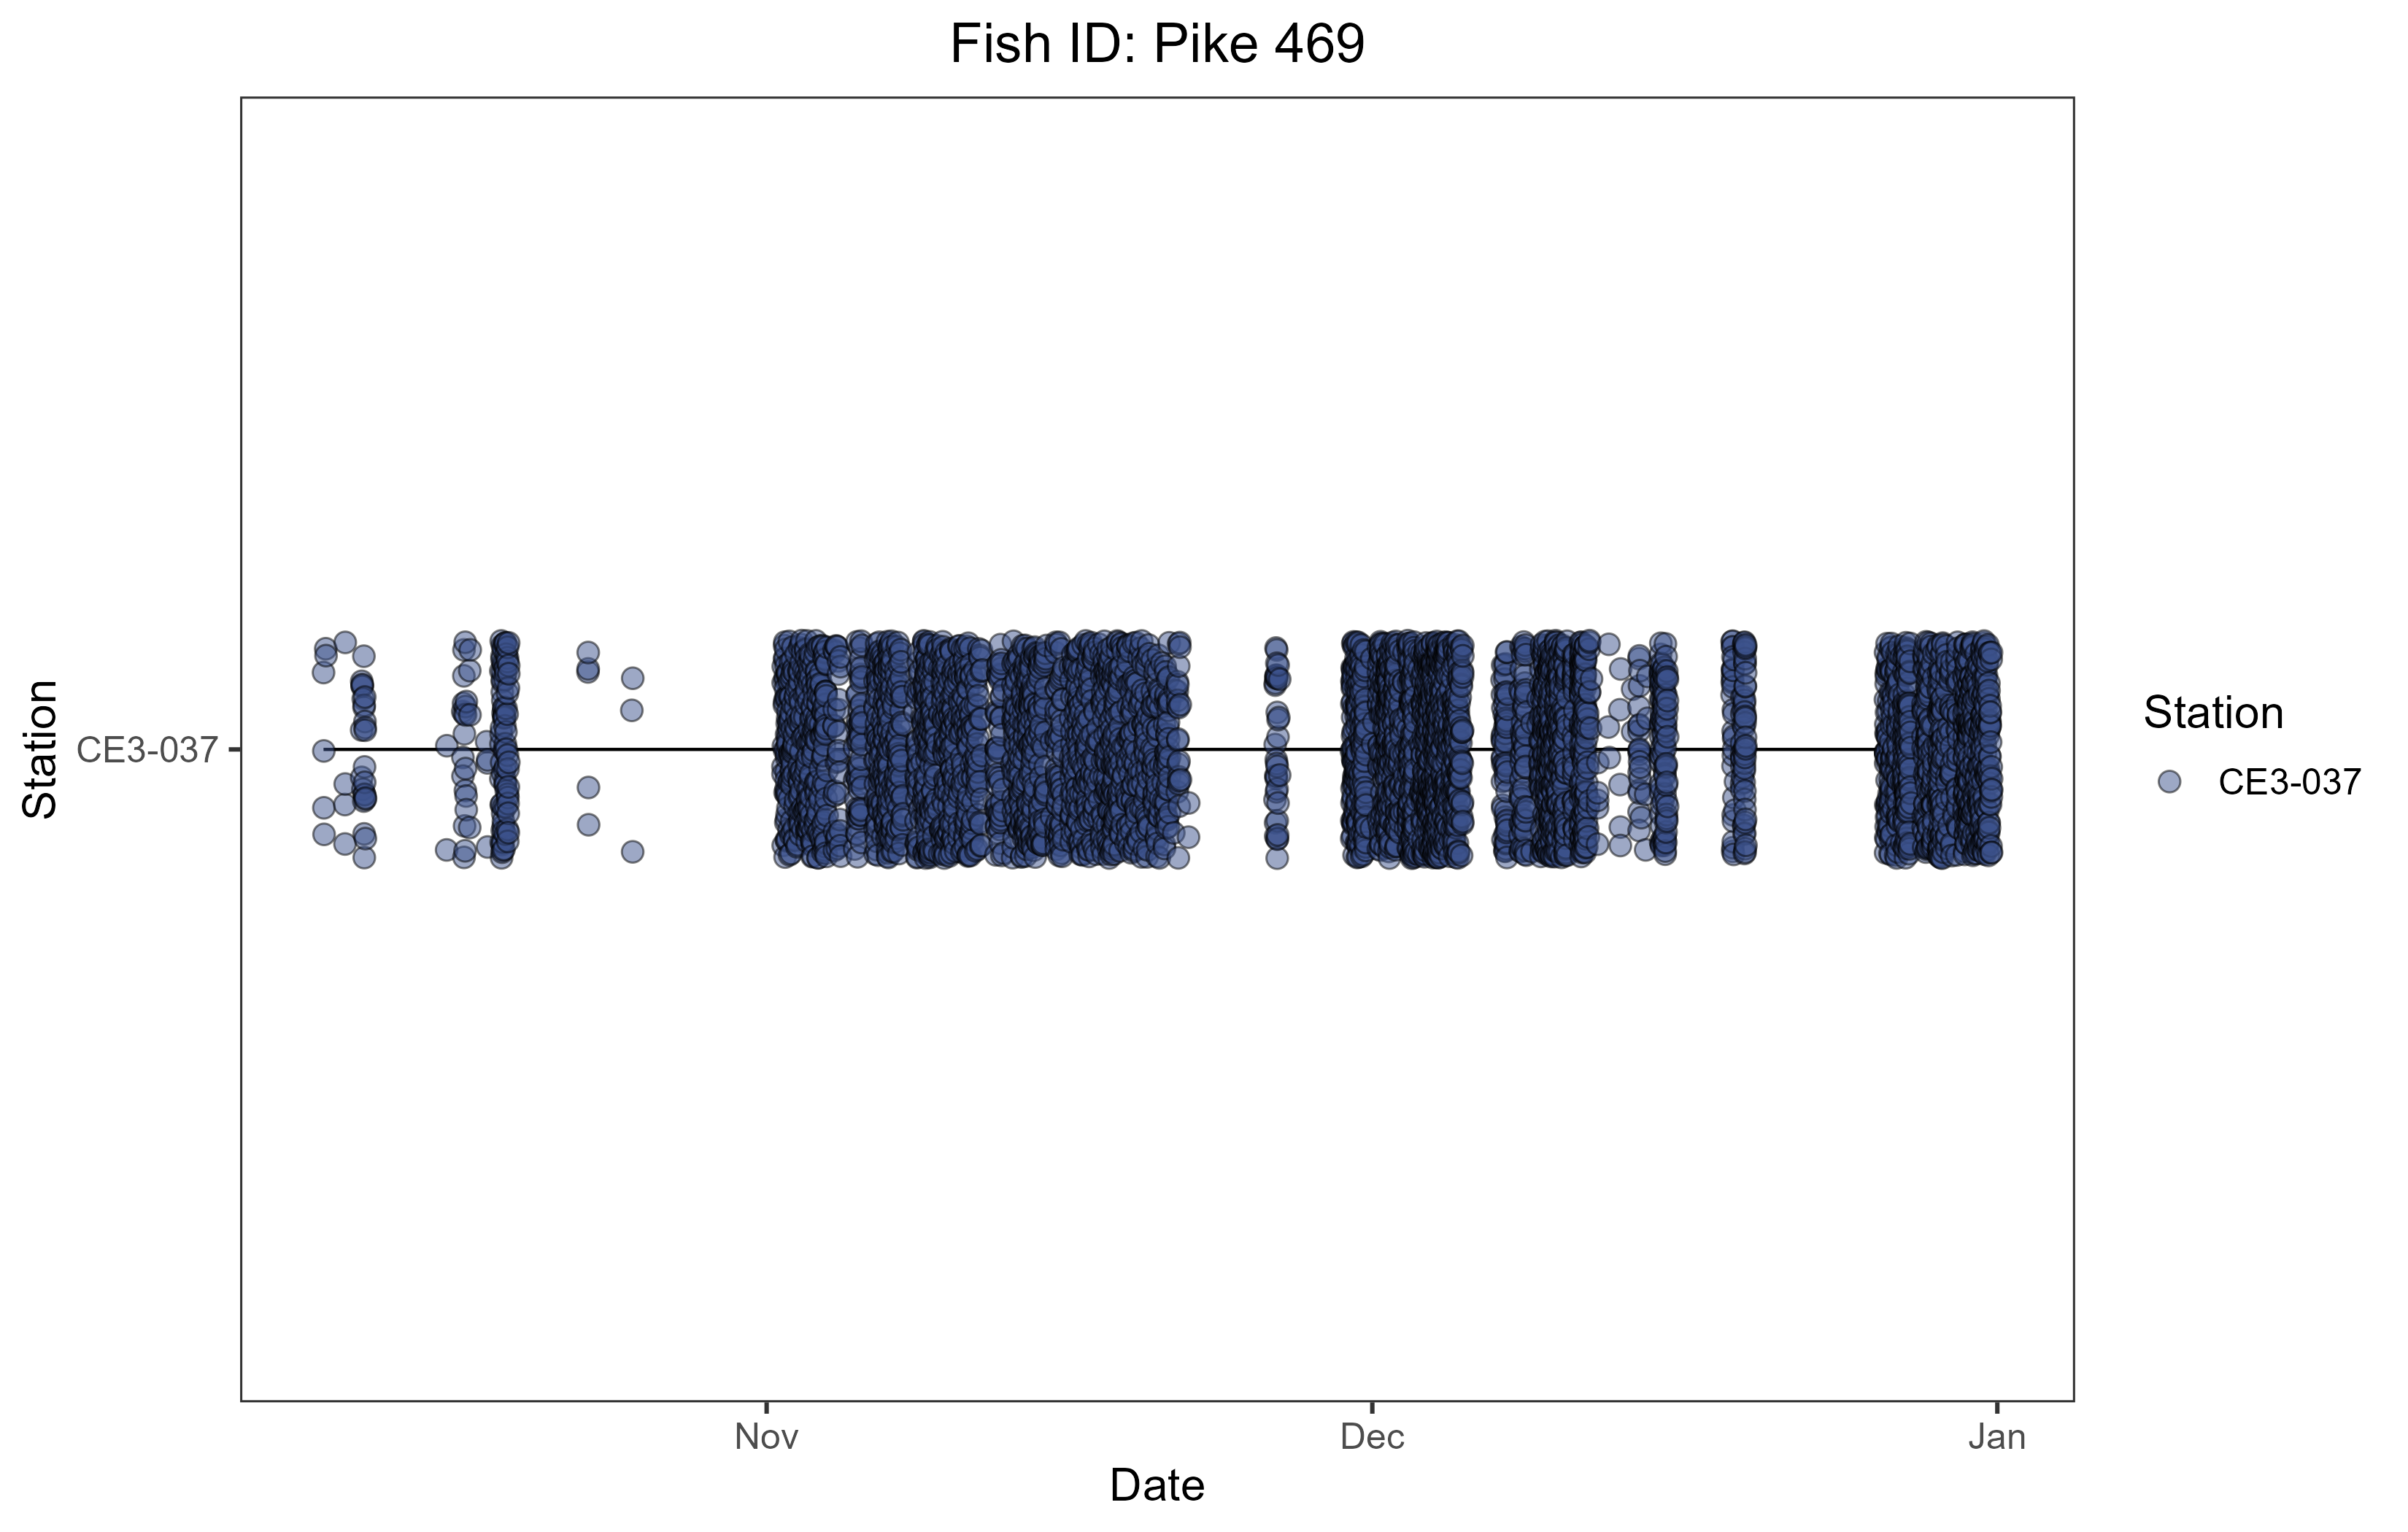 Fish ID: Pike 469
Station
CE3-037
Station
CE3-037
Nov
Dec
Jan
Date